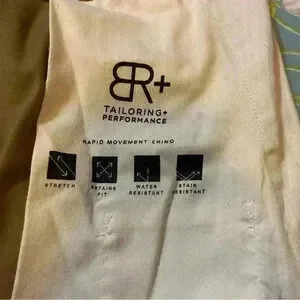 BR+
TAILORING+
PERFORMANCE
RAPID MOVEMENT CHINO
STRETCH
RETAINS
FIT
WATER
RESISTANT
STAIN
RESISTANT